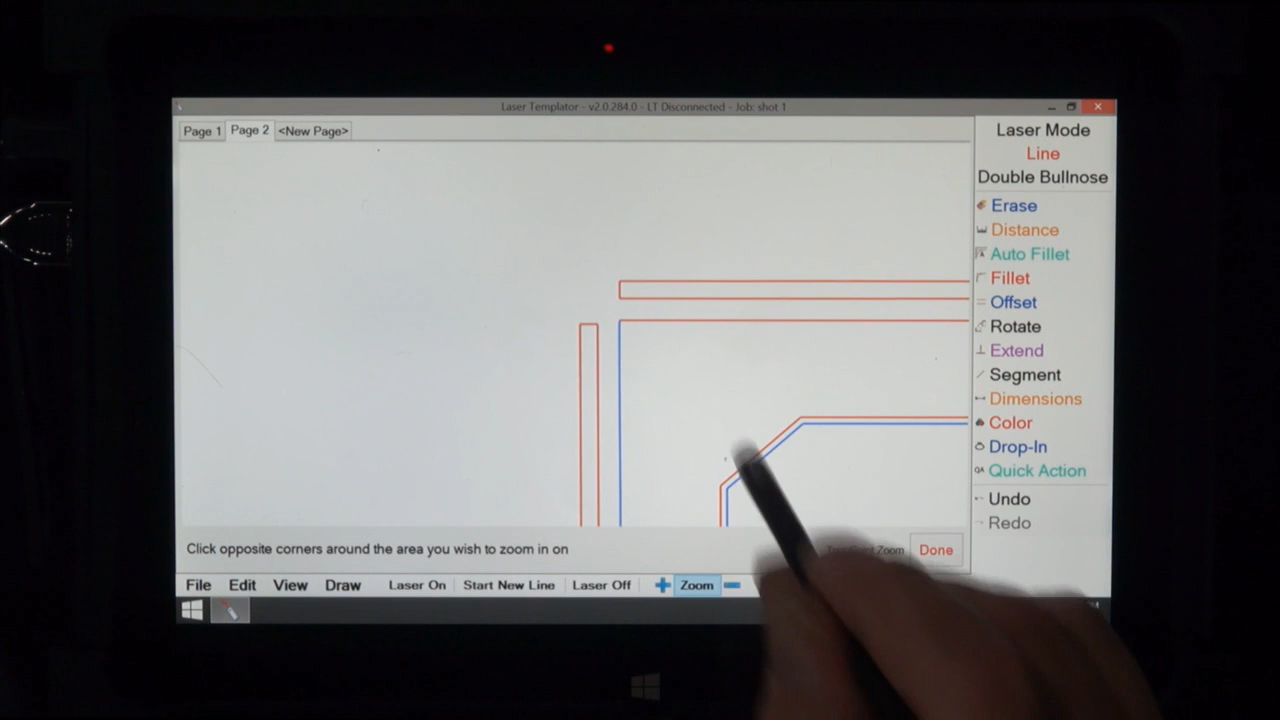 Laser Templator - v2.0.284.0 - LT Disconnected - Job: shot 1
Page 1
Page 2
<New Page>
Laser Mode
Line
Double Bullnose
Erase
Distance
Auto Fillet
Fillet
Offset
Rotate
Extend
Segment
Dimensions
Color
Drop-In
QA Quick Action
Undo
Redo
Click opposite corners around the area you wish to zoom in on
Zoom
Done
File
Edit
View
Draw
Laser On
Start New Line
Laser Off
Zoom